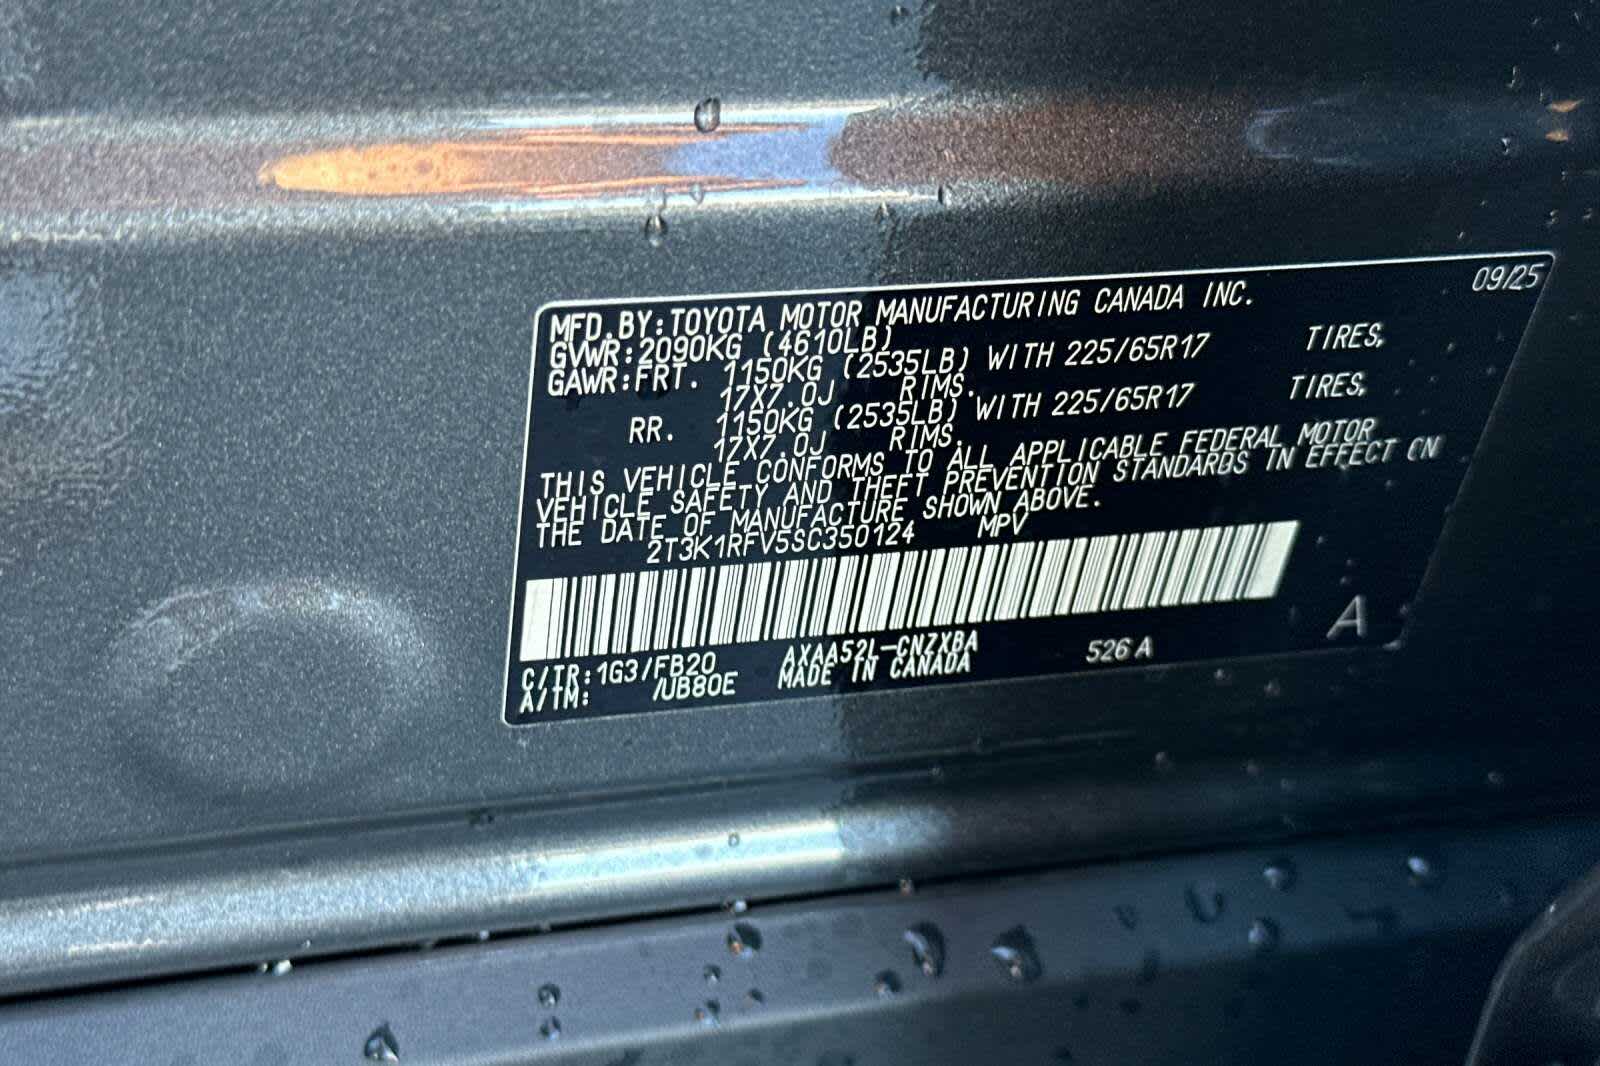 09/25
MFD.BY:TOYOTA MOTOR MANUFACTURING CANADA INC.
GVWR:2090KG (4610LB)
GAWR:FRT. 1150KG (2535LB) WITH 225/65R17 TIRES,
17X7.0J RIMS.
RR. 1150KG (2535LB) WITH 225/65R17 TIRES,
17X7.0J RIMS.
THIS VEHICLE CONFORMS TO ALL APPLICABLE FEDERAL MOTOR
VEHICLE SAFETY AND THEFT PREVENTION STANDARDS IN EFFECT ON
THE DATE OF MANUFACTURE SHOWN ABOVE.
2T3K1RFV5SC350124 MPV
C/TR:1G3/FB20 AXAA52L-CNZXBA 526A A
A/TM: /UB80E MADE IN CANADA